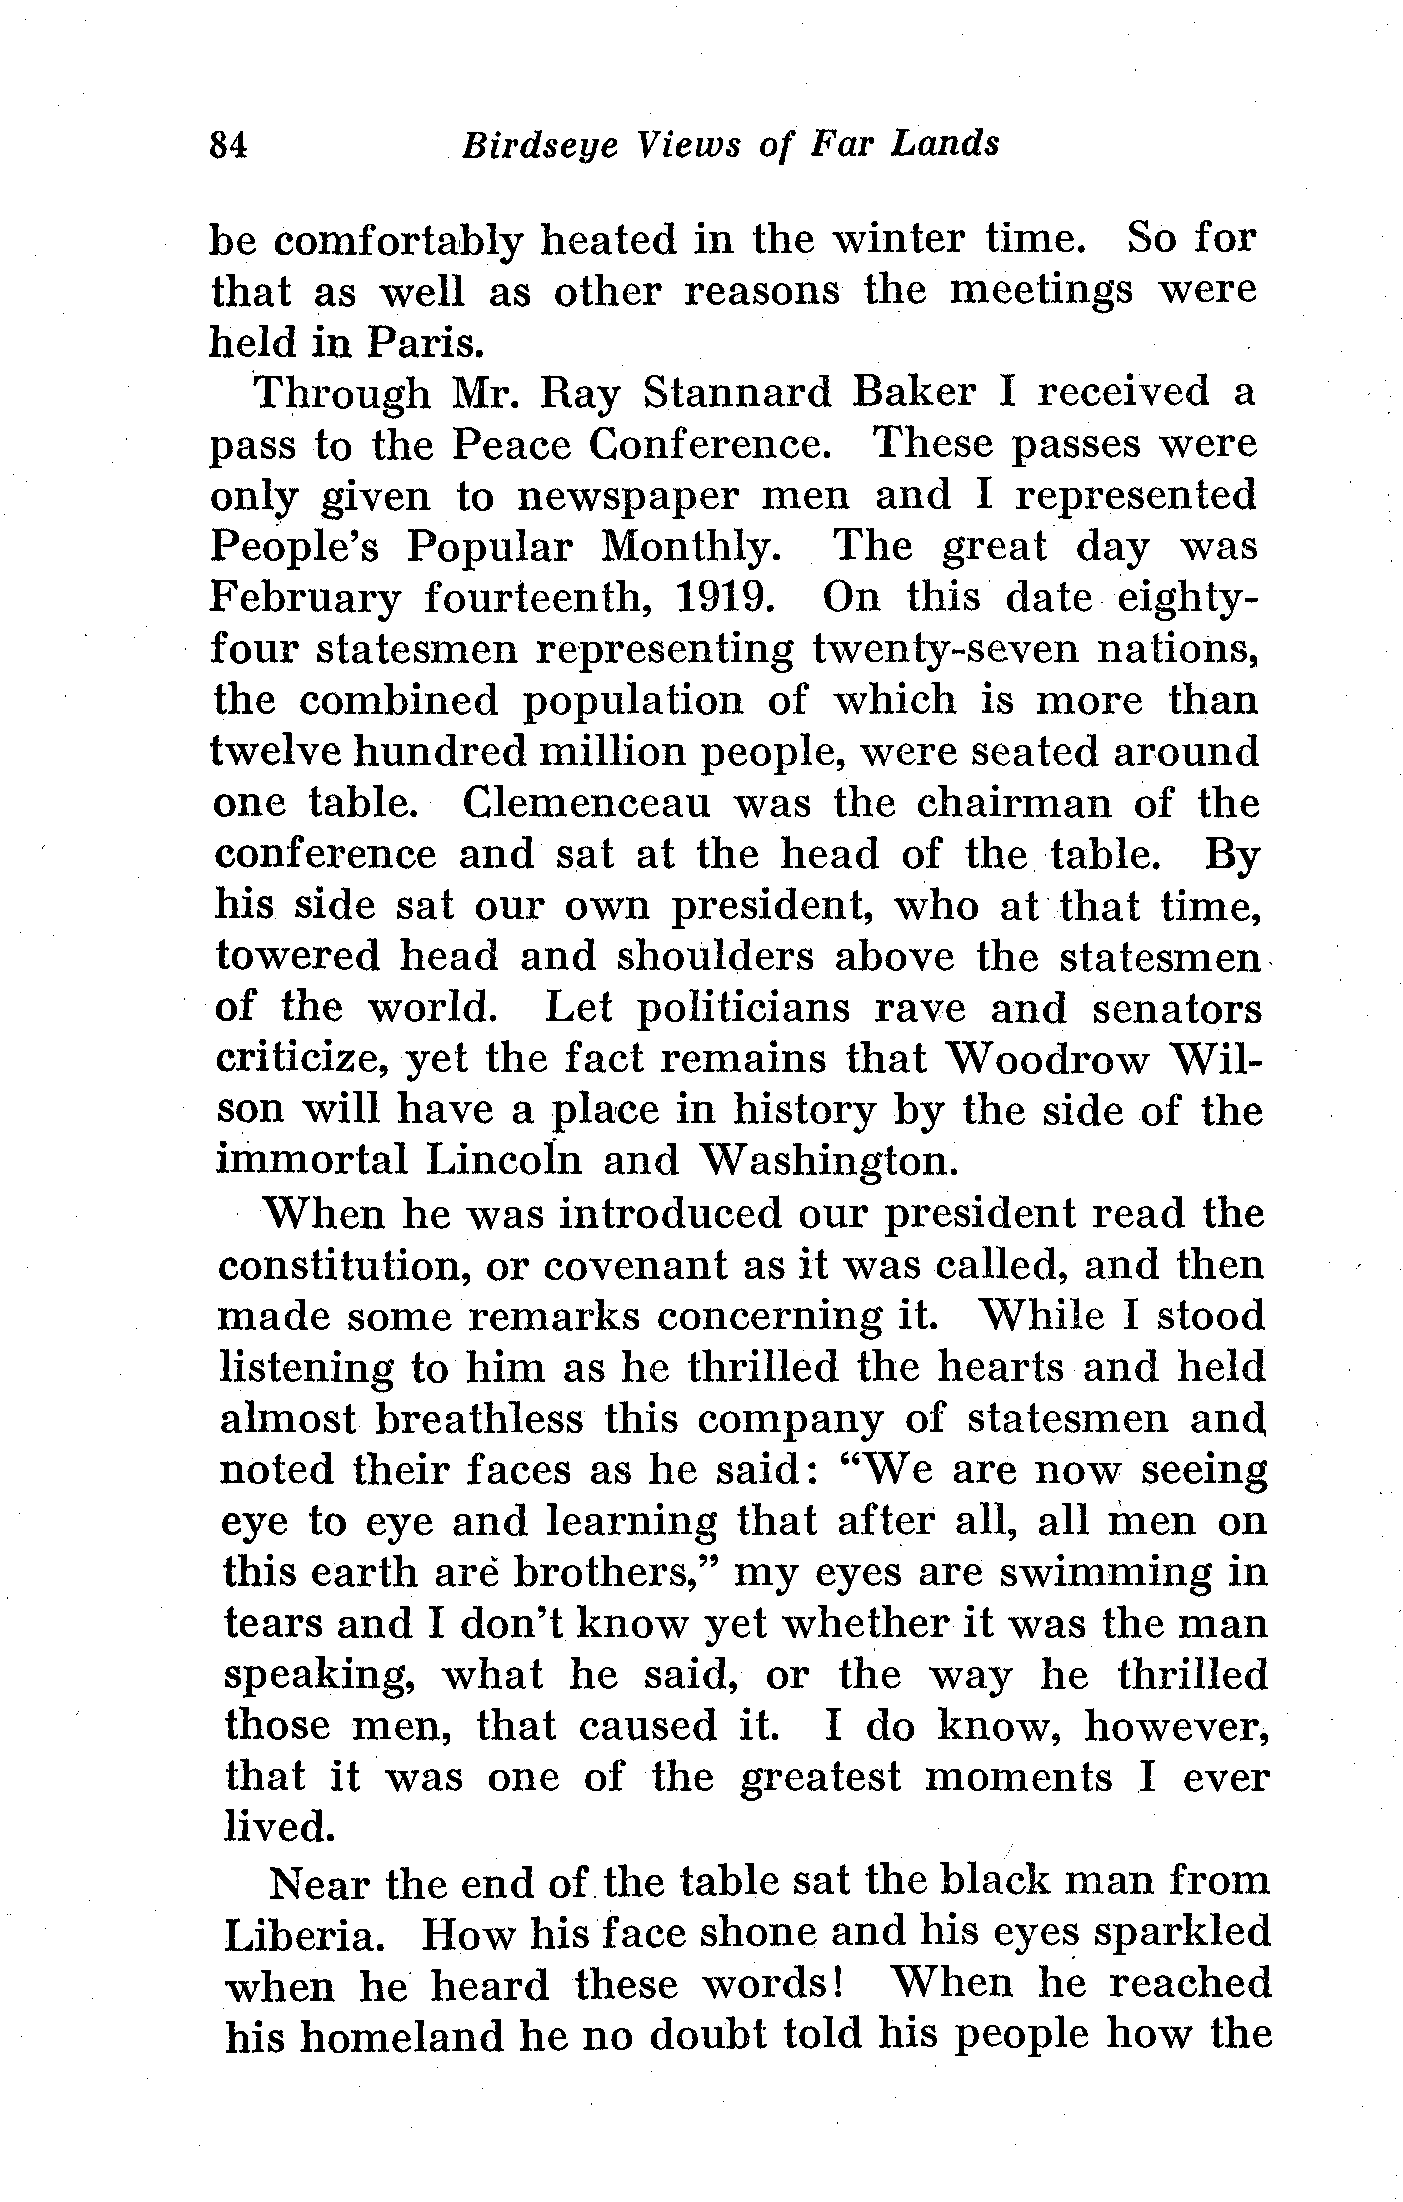 84 Birdseye Views of Far Lands
be comfortably heated in the winter time. So for
that as well as other reasons the meetings were
held in Paris.
Through Mr. Ray Stannard Baker I received a
pass to the Peace Conference. These passes were
only given to newspaper men and I represented
People's Popular Monthly. The great day was
February fourteenth, 1919. On this date eighty-
four statesmen representing twenty-seven nations,
the combined population of which is more than
twelve hundred million people, were seated around
one table. Clemenceau was the chairman of the
conference and sat at the head of the table. By
his side sat our own president, who at that time,
towered head and shoulders above the statesmen
of the world. Let politicians rave and senators
criticize, yet the fact remains that Woodrow Wil-
son will have a place in history by the side of the
immortal Lincoln and Washington.
When he was introduced our president read the
constitution, or covenant as it was called, and then
made some remarks concerning it. While I stood
listening to him as he thrilled the hearts and held
almost breathless this company of statesmen and
noted their faces as he said: "We are now seeing
eye to eye and learning that after all, all men on
this earth are brothers," my eyes are swimming in
tears and I don't know yet whether it was the man
speaking, what he said, or the way he thrilled
those men, that caused it. I do know, however,
that it was one of the greatest moments I ever
lived.
Near the end of the table sat the black man from
Liberia. How his face shone and his eyes sparkled
when he heard these words! When he reached
his homeland he no doubt told his people how the